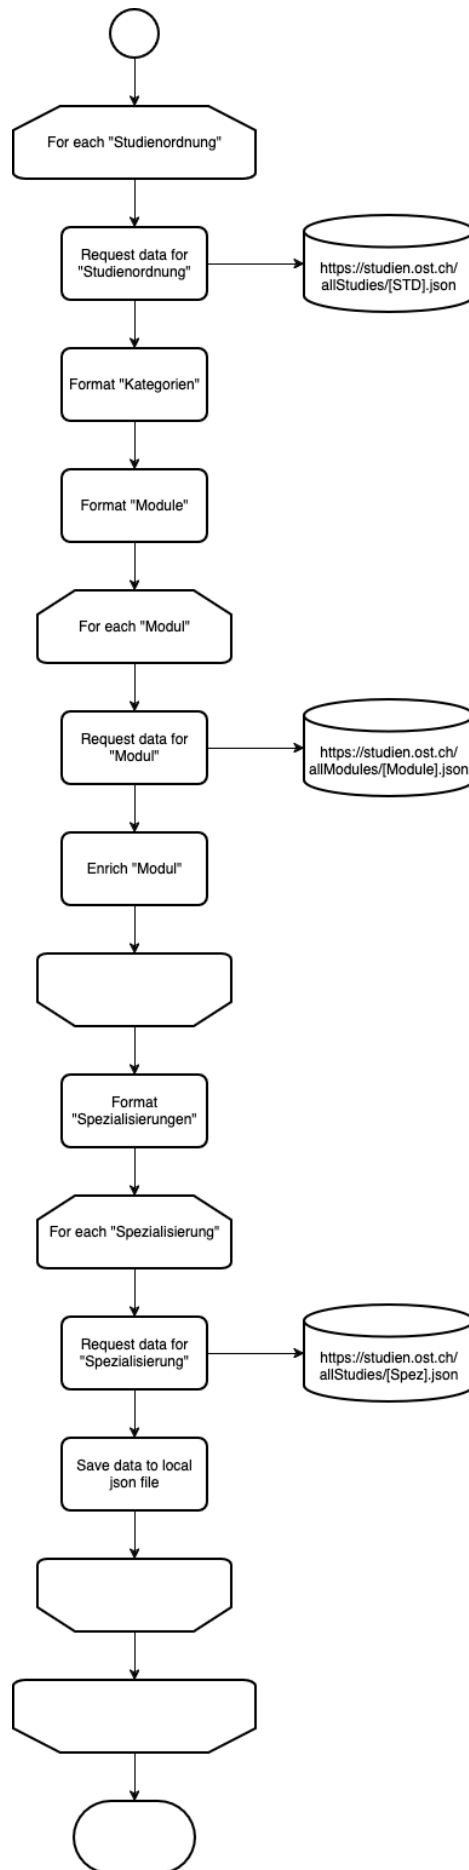 For each "Studienordnung"
Request data for
"Studienordnung"
https://studien.ost.ch/
allStudies/[STD].json
Format "Kategorien"
Format "Module"
For each "Modul"
Request data for
"Modul"
https://studien.ost.ch/
allModules/[Module].json
Enrich "Modul"
Format
"Spezialisierungen"
For each "Spezialisierung"
Request data for
"Spezialisierung"
https://studien.ost.ch/
allStudies/[Spez].json
Save data to local
json file